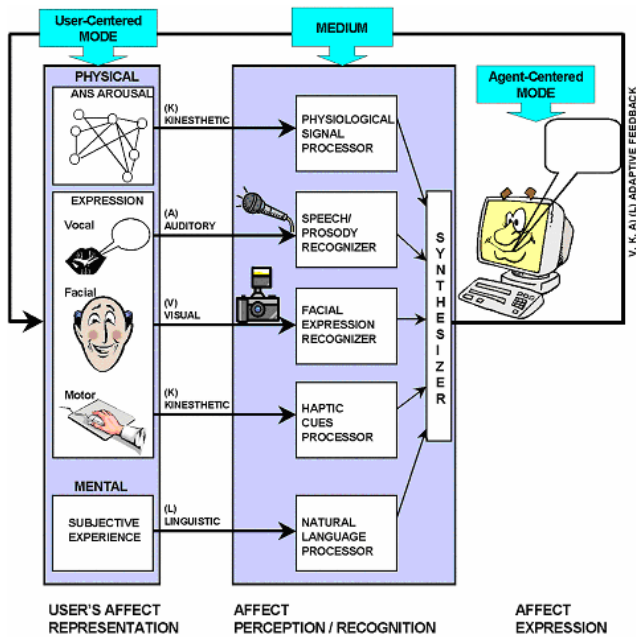 User-Centered
MODE
MEDIUM
Agent-Centered
MODE
PHYSICAL
ANS AROUSAL
(K)
KINESTHETIC
PHYSIOLOGICAL
SIGNAL
PROCESSOR
EXPRESSION
Vocal
(A)
AUDITORY
SPEECH/
PROSODY
RECOGNIZER
Facial
(V)
VISUAL
FACIAL
EXPRESSION
RECOGNIZER
Motor
(K)
KINESTHETIC
HAPTIC
CUES
PROCESSOR
MENTAL
SUBJECTIVE
EXPERIENCE
(L)
LINGUISTIC
NATURAL
LANGUAGE
PROCESSOR
SYNTHESIZER
V, K, A) (L) ADAPTIVE FEEDBACK
USER'S AFFECT
REPRESENTATION
AFFECT
PERCEPTION / RECOGNITION
AFFECT
EXPRESSION